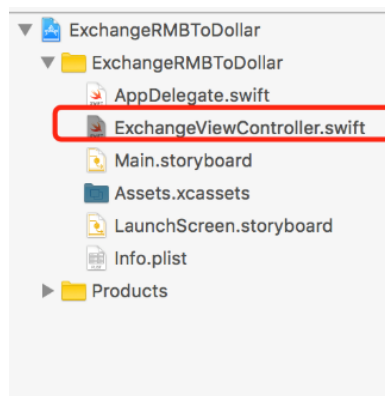 ExchangeRMBToDollar
ExchangeRMBToDollar
AppDelegate.swift
ExchangeViewController.swift
Main.storyboard
Assets.xcassets
LaunchScreen.storyboard
Info.plist
Products